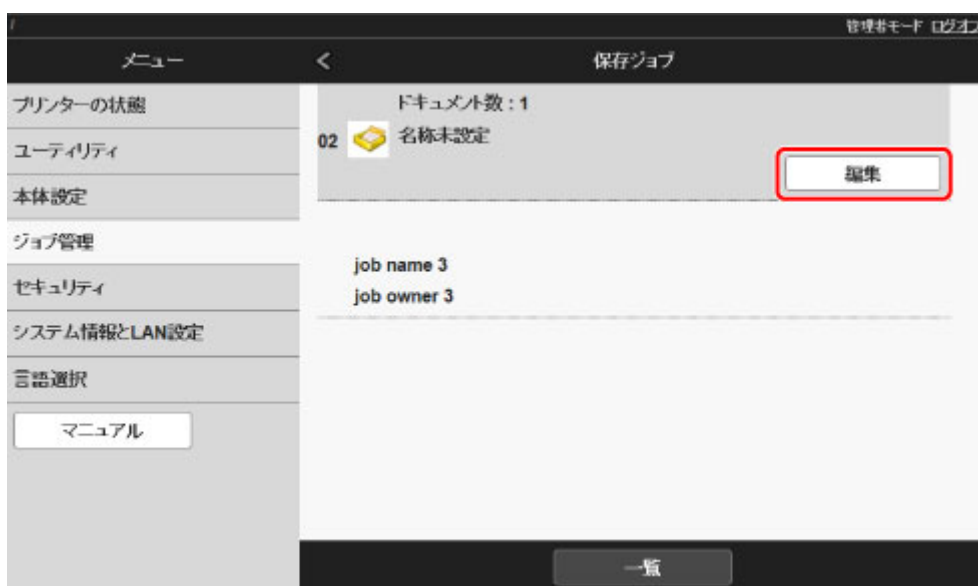 /
管理者モード ログオフ
メニュー
<
保存ジョブ
プリンターの状態
ユーティリティ
本体設定
ジョブ管理
セキュリティ
システム情報とLAN設定
言語選択
マニュアル
ドキュメント数 : 1
02
名称未設定
編集
job name 3
job owner 3
一覧